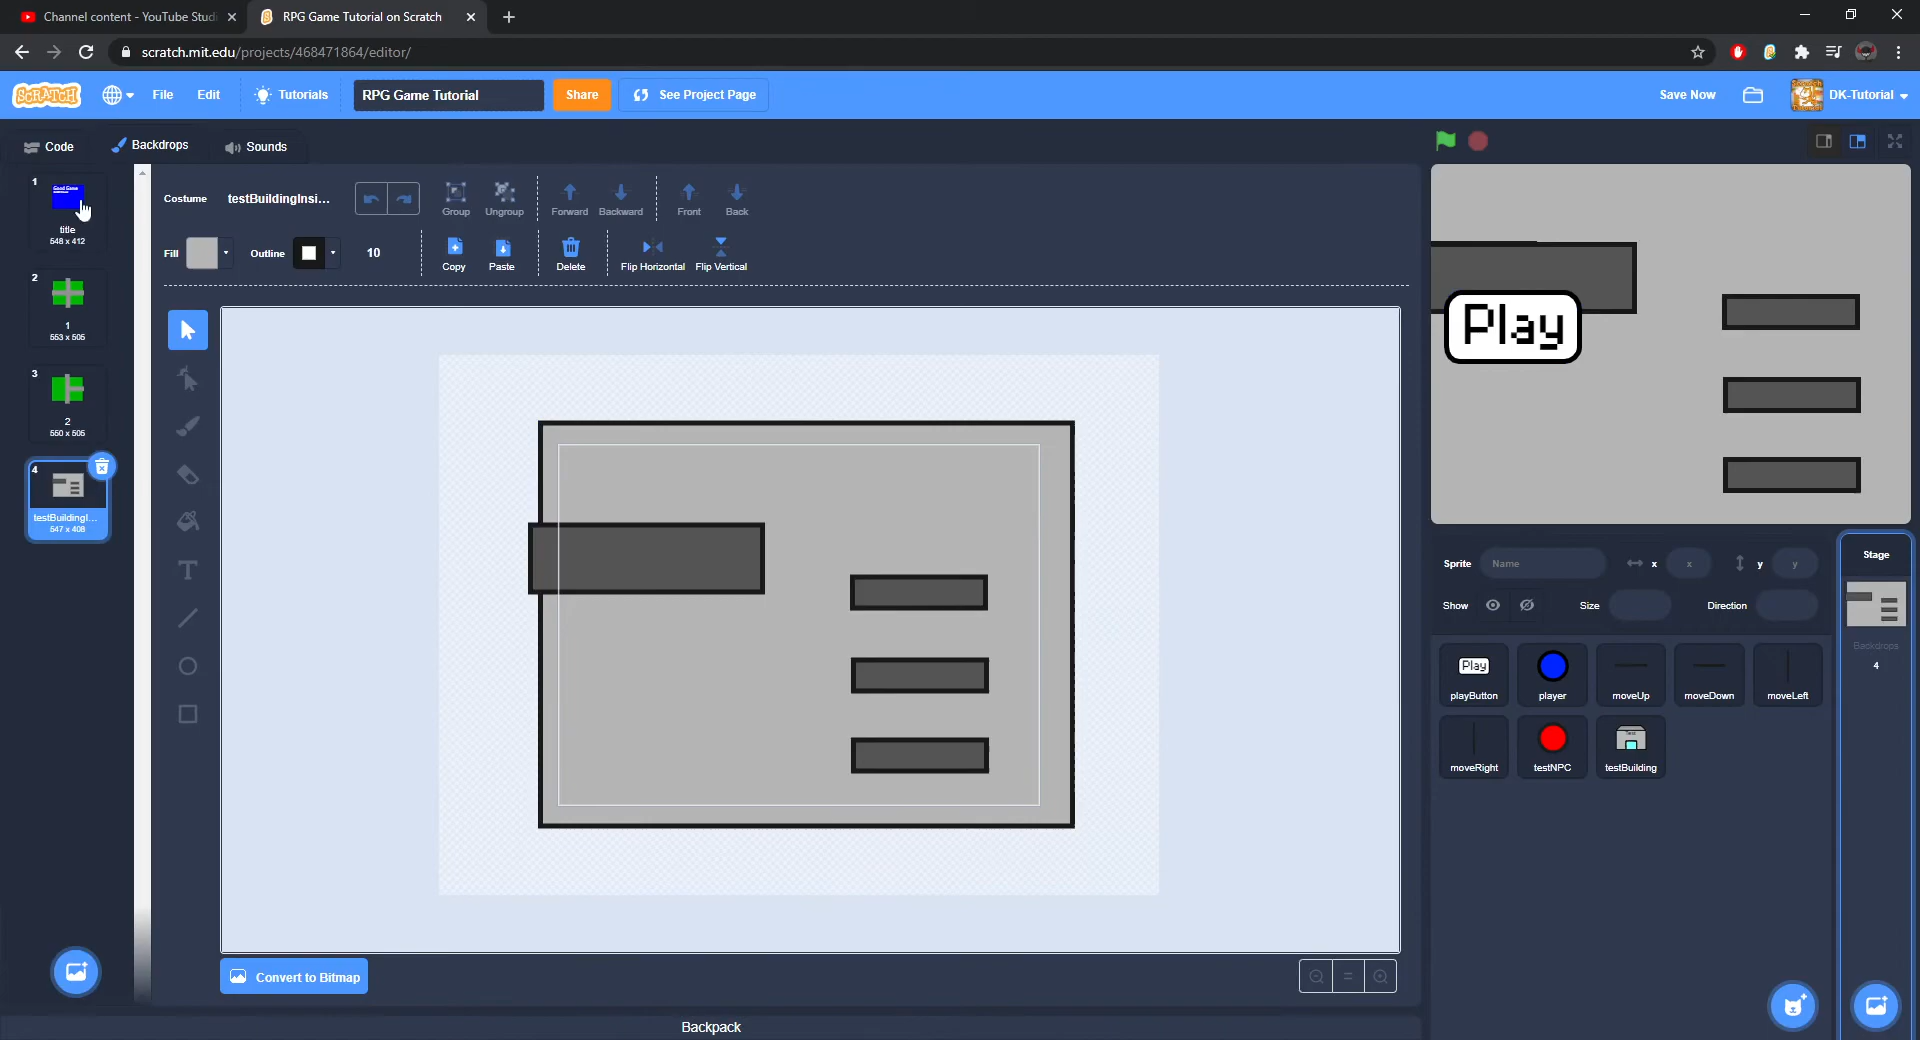 Channel content - YouTube Studi
RPG Game Tutorial on Scratch
scratch.mit.edu/projects/468471864/editor/
SCRATCH
File
Edit
Tutorials
RPG Game Tutorial
Share
See Project Page
Save Now
DK-Tutorial
Code
Backdrops
Sounds
1
Good Game
title
548 x 412
2
1
553 x 505
3
2
550 x 505
4
testBuildingI...
547 x 408
Costume
testBuildingInsi...
Group
Ungroup
Forward
Backward
Front
Back
Fill
Outline
10
Copy
Paste
Delete
Flip Horizontal
Flip Vertical
T
Convert to Bitmap
=
Backpack
Play
Sprite
Name
x
x
y
y
Show
Size
Direction
Play
playButton
player
moveUp
moveDown
moveLeft
moveRight
testNPC
Test
testBuilding
Stage
Backdrops
4